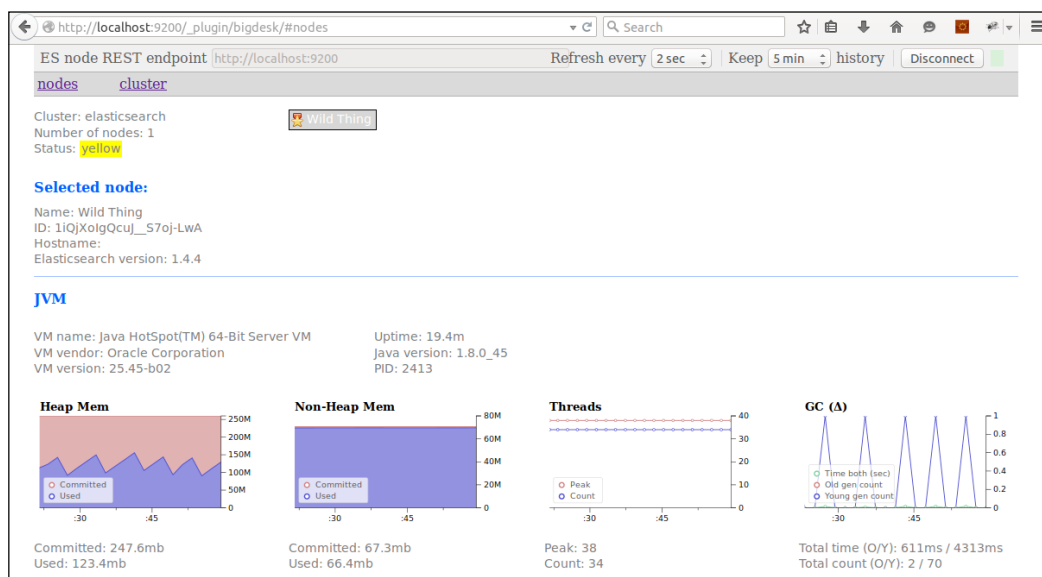 http://localhost:9200/_plugin/bigdesk/#nodes
Search
ES node REST endpoint http://localhost:9200 Refresh every 2 sec Keep 5 min history Disconnect
nodes cluster
Cluster: elasticsearch
Number of nodes: 1
Status: yellow
Wild Thing
Selected node:
Name: Wild Thing
ID: 1iQjXoIgQcuJ__S7oj-LwA
Hostname:
Elasticsearch version: 1.4.4
JVM
VM name: Java HotSpot(TM) 64-Bit Server VM
VM vendor: Oracle Corporation
VM version: 25.45-b02
Uptime: 19.4m
Java version: 1.8.0_45
PID: 2413
Heap Mem
250M
200M
150M
100M
50M
0
Committed
Used
:30 :45
Committed: 247.6mb
Used: 123.4mb
Non-Heap Mem
80M
60M
40M
20M
0
Committed
Used
:30 :45
Committed: 67.3mb
Used: 66.4mb
Threads
40
30
20
10
0
Peak
Count
:30 :45
Peak: 38
Count: 34
GC (Δ)
1
0.8
0.6
0.4
0.2
0
Time both (sec)
Old gen count
Young gen count
:30 :45
Total time (O/Y): 611ms / 4313ms
Total count (O/Y): 2 / 70